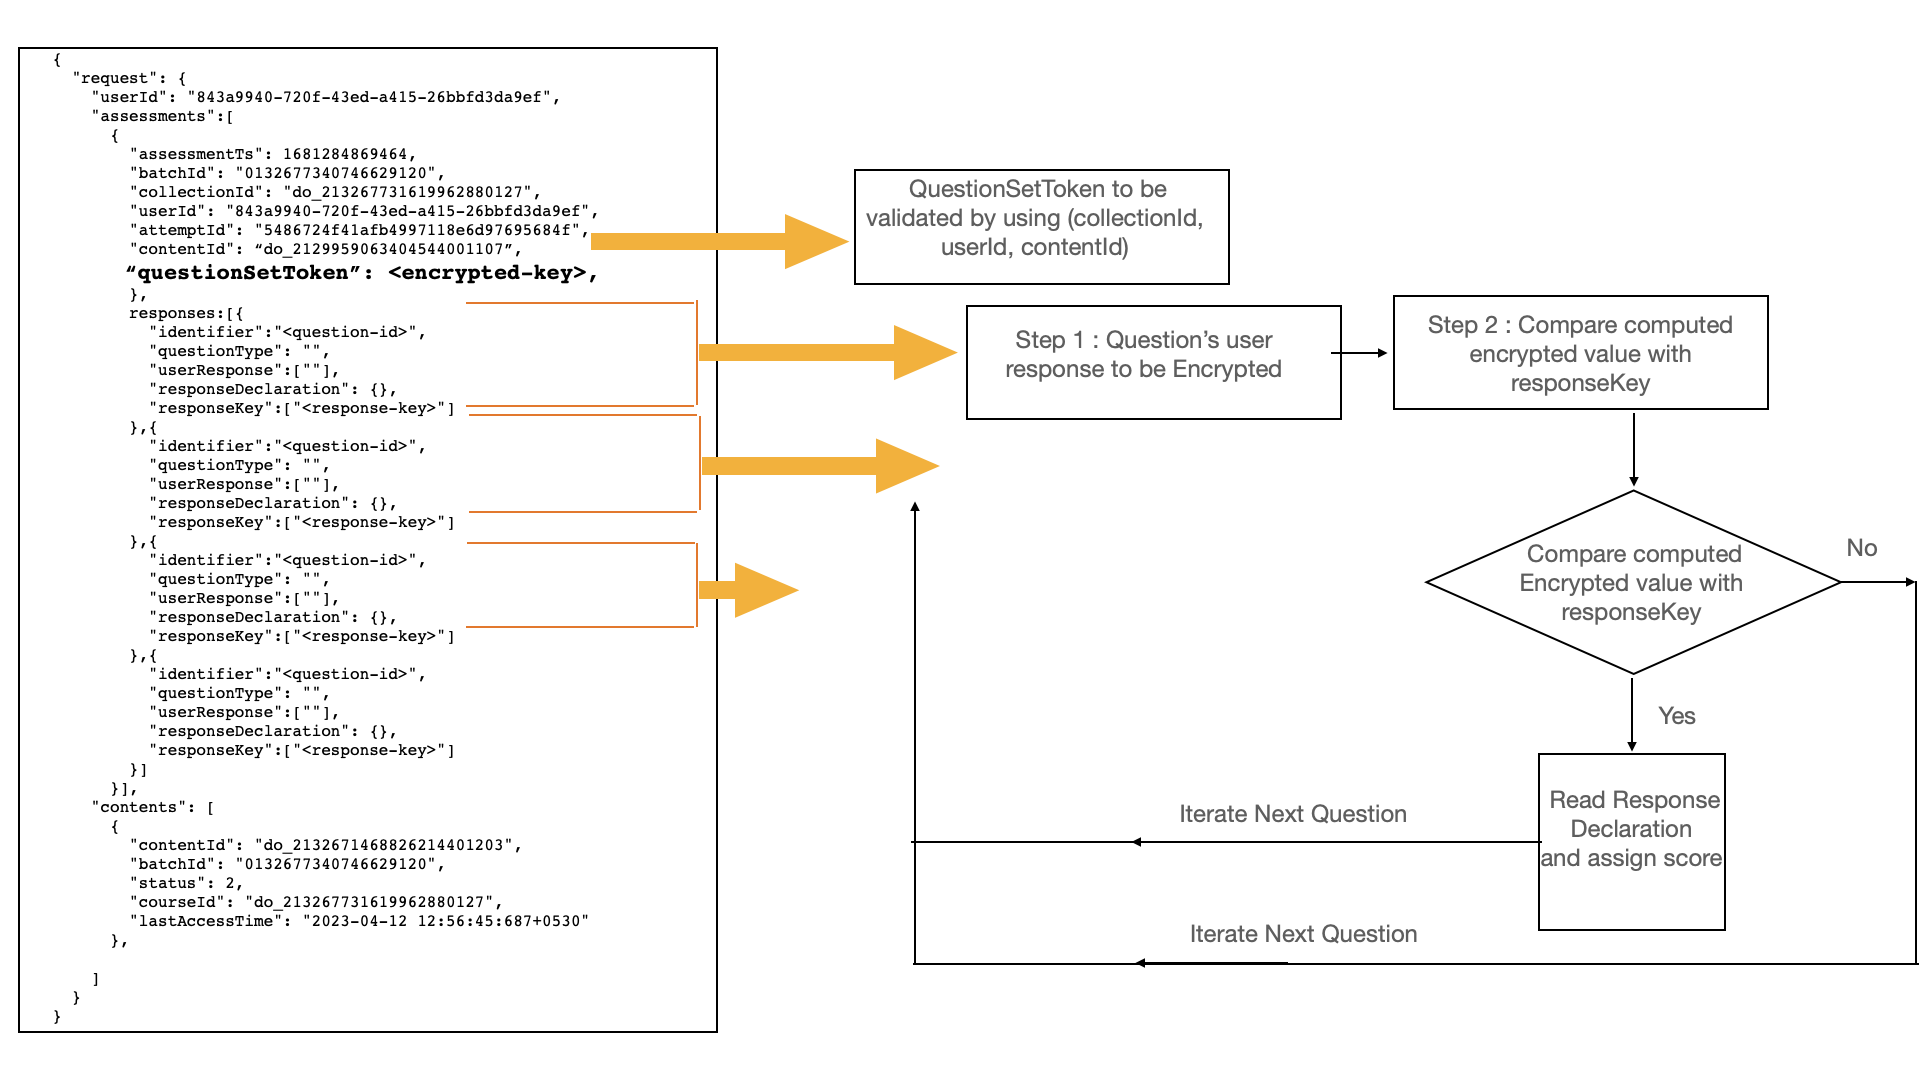 {
"request": {
"userId": "843a9940-720f-43ed-a415-26bbfd3da9ef",
"assessments":[
{
"assessmentTs": 1681284869464,
"batchId": "0132677340746629120",
"collectionId": "do_213267731619962880127",
"userId": "843a9940-720f-43ed-a415-26bbfd3da9ef",
"attemptId": "5486724f41afb4997118e6d97695684f",
"contentId": “do_2129959063404544001107”,
“questionSetToken”: <encrypted-key>,
},
responses:[{
"identifier":"<question-id>",
"questionType": "",
"userResponse":[""],
"responseDeclaration": {},
"responseKey":["<response-key>"]
},{
"identifier":"<question-id>",
"questionType": "",
"userResponse":[""],
"responseDeclaration": {},
"responseKey":["<response-key>"]
},{
"identifier":"<question-id>",
"questionType": "",
"userResponse":[""],
"responseDeclaration": {},
"responseKey":["<response-key>"]
},{
"identifier":"<question-id>",
"questionType": "",
"userResponse":[""],
"responseDeclaration": {},
"responseKey":["<response-key>"]
}]
}],
"contents": [
{
"contentId": "do_2132671468826214401203",
"batchId": "0132677340746629120",
"status": 2,
"courseId": "do_213267731619962880127",
"lastAccessTime": "2023-04-12 12:56:45:687+0530"
},
]
}
}
QuestionSetToken to be
validated by using (collectionId,
userId, contentId)
Step 1 : Question’s user
response to be Encrypted
Step 2 : Compare computed
encrypted value with
responseKey
Compare computed
Encrypted value with
responseKey
No
Yes
Read Response
Declaration
and assign score
Iterate Next Question
Iterate Next Question